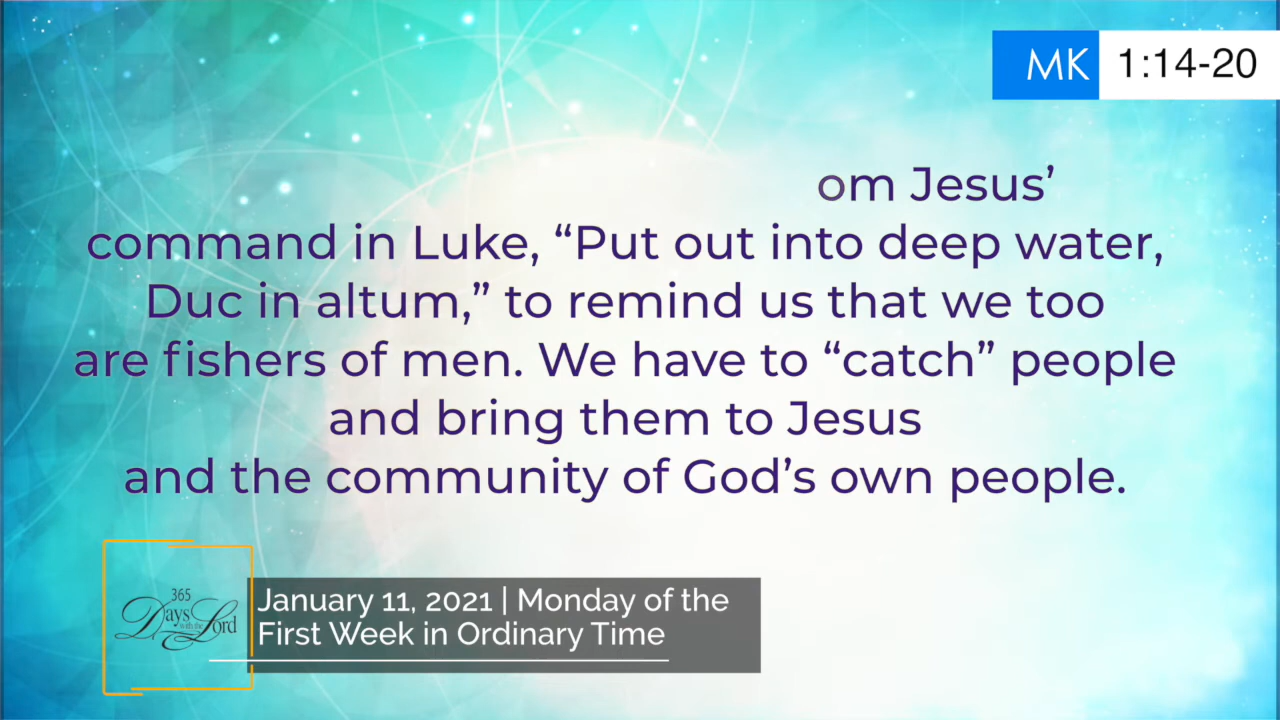 MK 1:14-20
om Jesus’
command in Luke, “Put out into deep water,
Duc in altum,” to remind us that we too
are fishers of men. We have to “catch” people
and bring them to Jesus
and the community of God’s own people.
365
Days with the Lord
January 11, 2021 | Monday of the
First Week in Ordinary Time